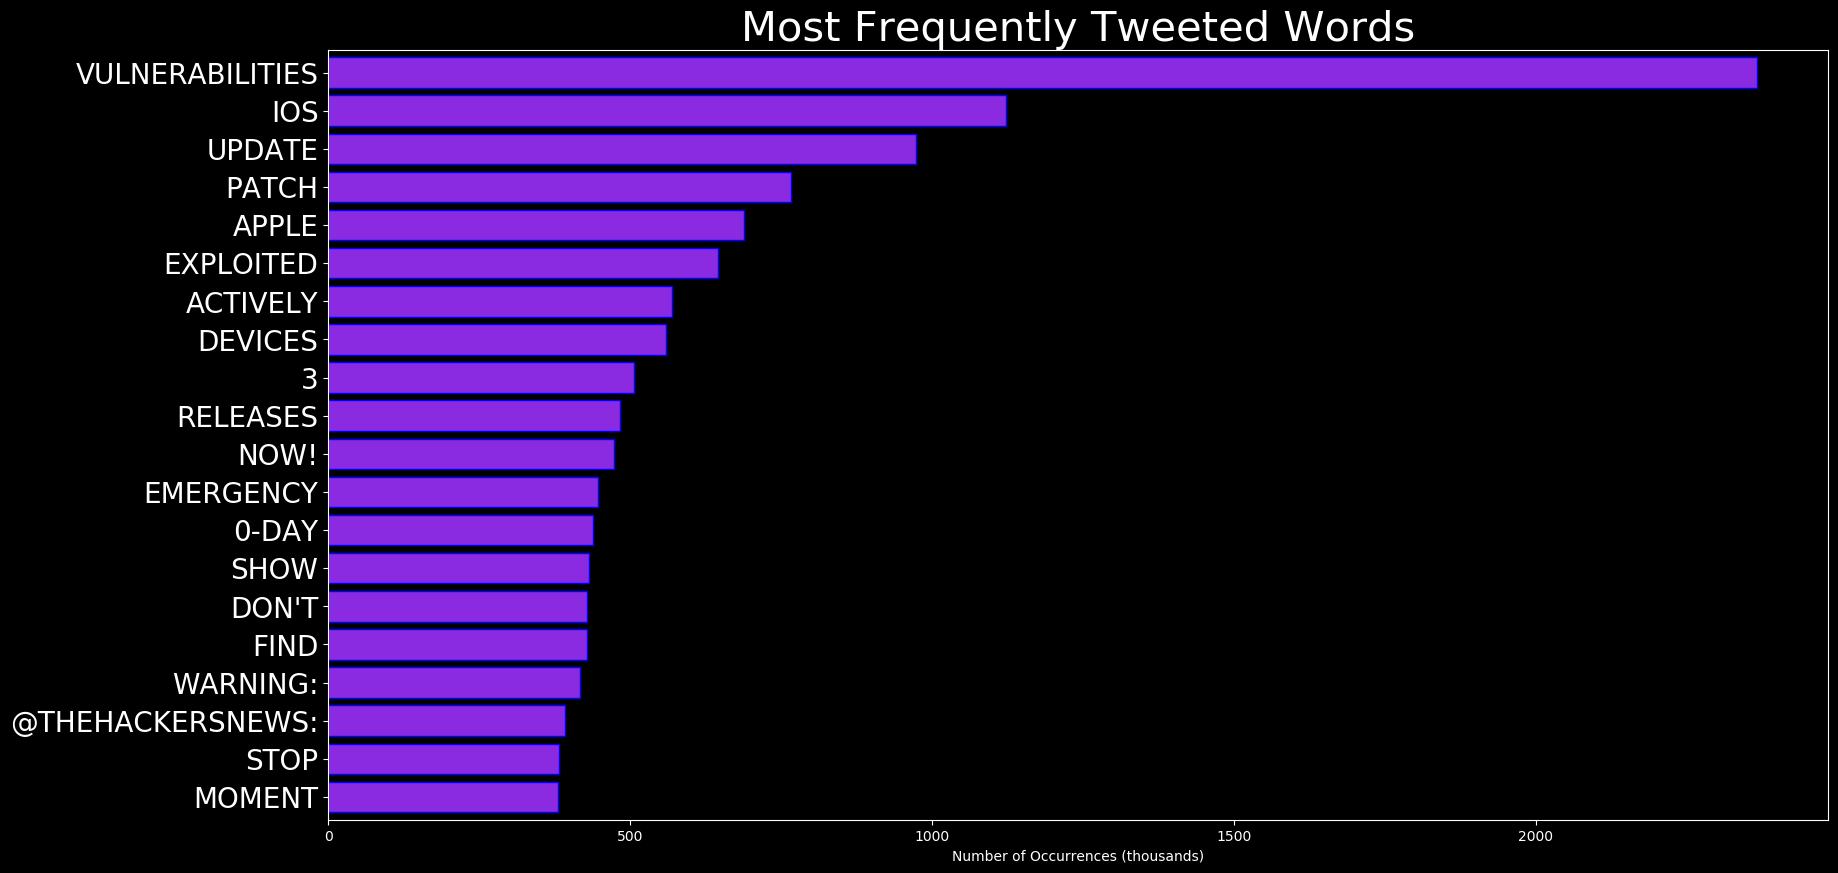 Most Frequently Tweeted Words
VULNERABILITIES
IOS
UPDATE
PATCH
APPLE
EXPLOITED
ACTIVELY
DEVICES
3
RELEASES
NOW!
EMERGENCY
0-DAY
SHOW
DON'T
FIND
WARNING:
@THEHACKERSNEWS:
STOP
MOMENT
0 500 1000 1500 2000
Number of Occurrences (thousands)